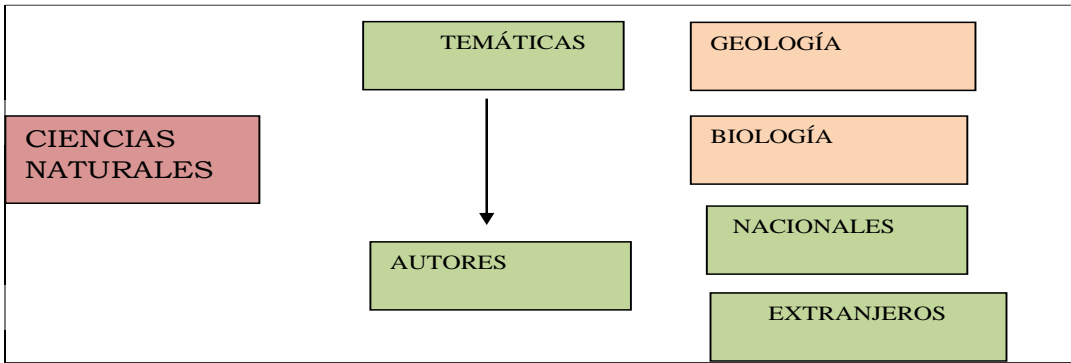 CIENCIAS
NATURALES
TEMÁTICAS
AUTORES
GEOLOGÍA
BIOLOGÍA
NACIONALES
EXTRANJEROS